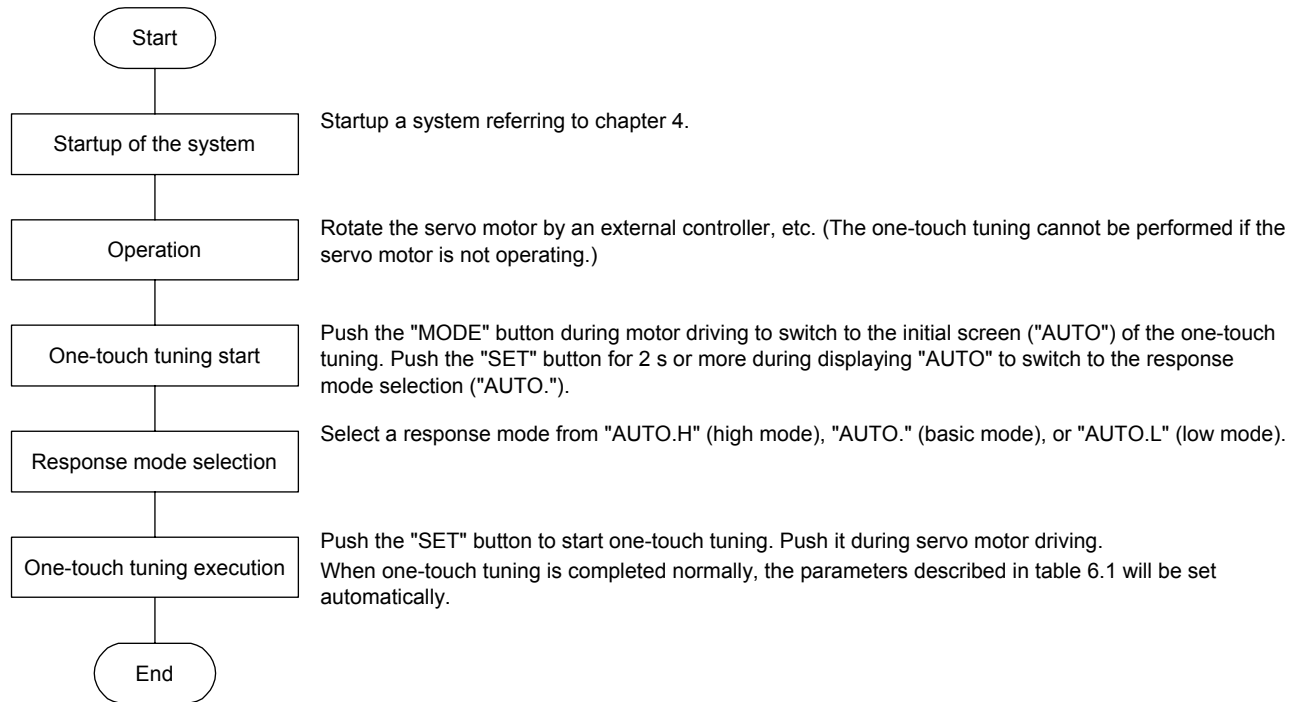 Start
Startup of the system
Startup a system referring to chapter 4.
Operation
Rotate the servo motor by an external controller, etc. (The one-touch tuning cannot be performed if the
servo motor is not operating.)
One-touch tuning start
Push the "MODE" button during motor driving to switch to the initial screen ("AUTO") of the one-touch
tuning. Push the "SET" button for 2 s or more during displaying "AUTO" to switch to the response
mode selection ("AUTO.").
Response mode selection
Select a response mode from "AUTO.H" (high mode), "AUTO." (basic mode), or "AUTO.L" (low mode).
One-touch tuning execution
Push the "SET" button to start one-touch tuning. Push it during servo motor driving.
When one-touch tuning is completed normally, the parameters described in table 6.1 will be set
automatically.
End